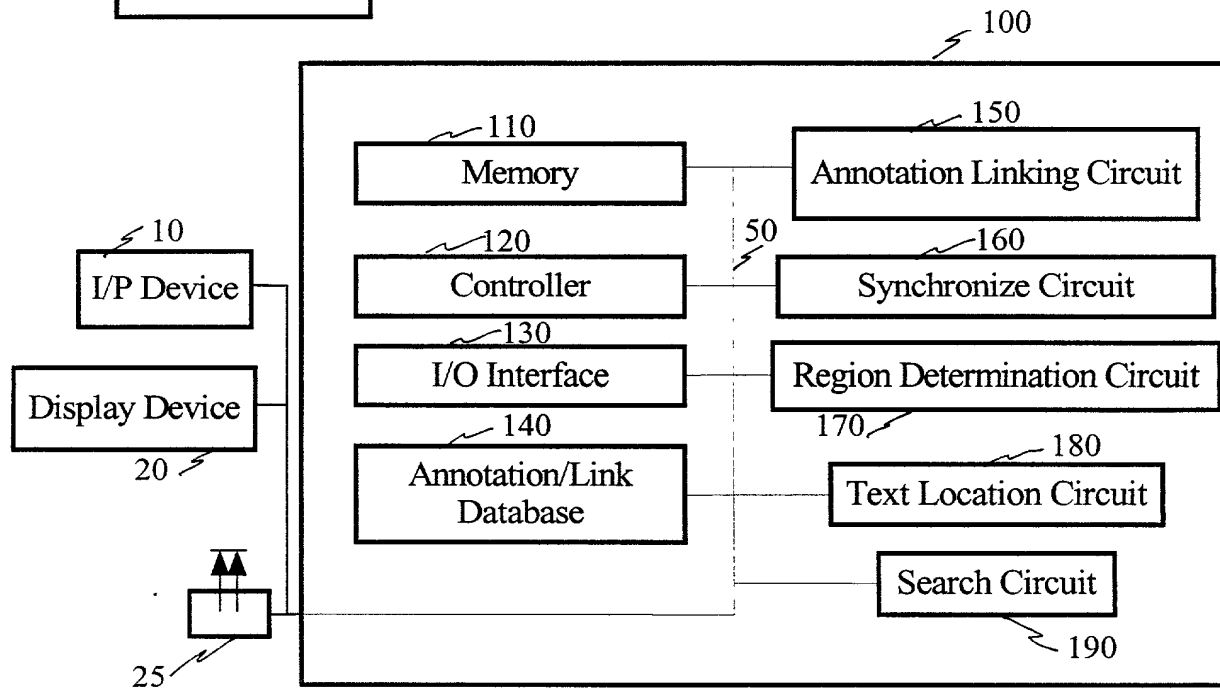 100
110
150
Memory
Annotation Linking Circuit
10
120
50
160
I/P Device
Controller
Synchronize Circuit
130
I/O Interface
Region Determination Circuit
Display Device
20
140
170
180
Annotation/Link
Database
Text Location Circuit
Search Circuit
25
190